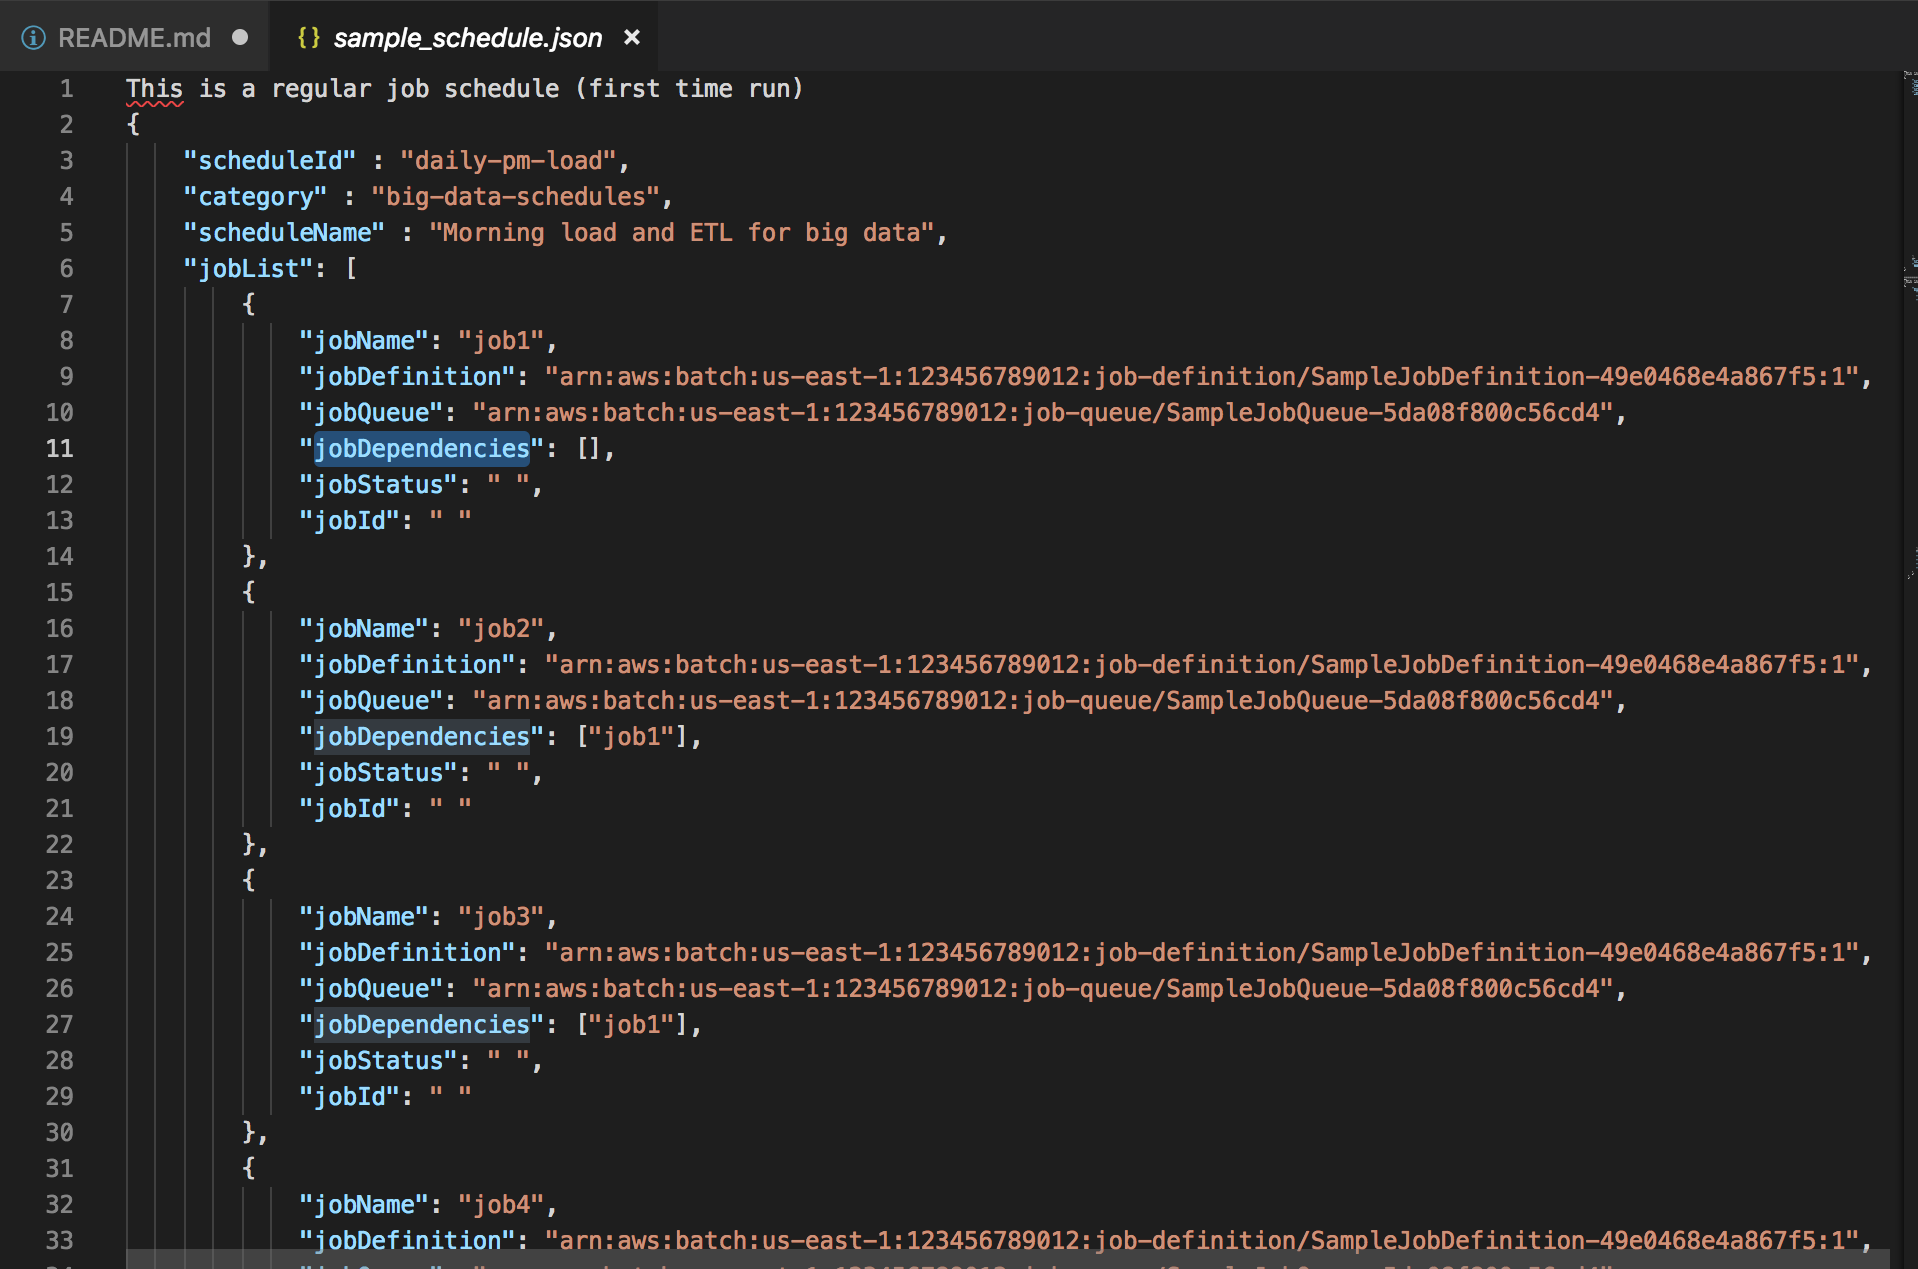 README.md
{} sample_schedule.json
1 This is a regular job schedule (first time run)
2 {
3 "scheduleId" : "daily-pm-load",
4 "category" : "big-data-schedules",
5 "scheduleName" : "Morning load and ETL for big data",
6 "jobList": [
7 {
8 "jobName": "job1",
9 "jobDefinition": "arn:aws:batch:us-east-1:123456789012:job-definition/SampleJobDefinition-49e0468e4a867f5:1",
10 "jobQueue": "arn:aws:batch:us-east-1:123456789012:job-queue/SampleJobQueue-5da08f800c56cd4",
11 "jobDependencies": [],
12 "jobStatus": " ",
13 "jobId": " "
14 },
15 {
16 "jobName": "job2",
17 "jobDefinition": "arn:aws:batch:us-east-1:123456789012:job-definition/SampleJobDefinition-49e0468e4a867f5:1",
18 "jobQueue": "arn:aws:batch:us-east-1:123456789012:job-queue/SampleJobQueue-5da08f800c56cd4",
19 "jobDependencies": ["job1"],
20 "jobStatus": " ",
21 "jobId": " "
22 },
23 {
24 "jobName": "job3",
25 "jobDefinition": "arn:aws:batch:us-east-1:123456789012:job-definition/SampleJobDefinition-49e0468e4a867f5:1",
26 "jobQueue": "arn:aws:batch:us-east-1:123456789012:job-queue/SampleJobQueue-5da08f800c56cd4",
27 "jobDependencies": ["job1"],
28 "jobStatus": " ",
29 "jobId": " "
30 },
31 {
32 "jobName": "job4",
33 "jobDefinition": "arn:aws:batch:us-east-1:123456789012:job-definition/SampleJobDefinition-49e0468e4a867f5:1",